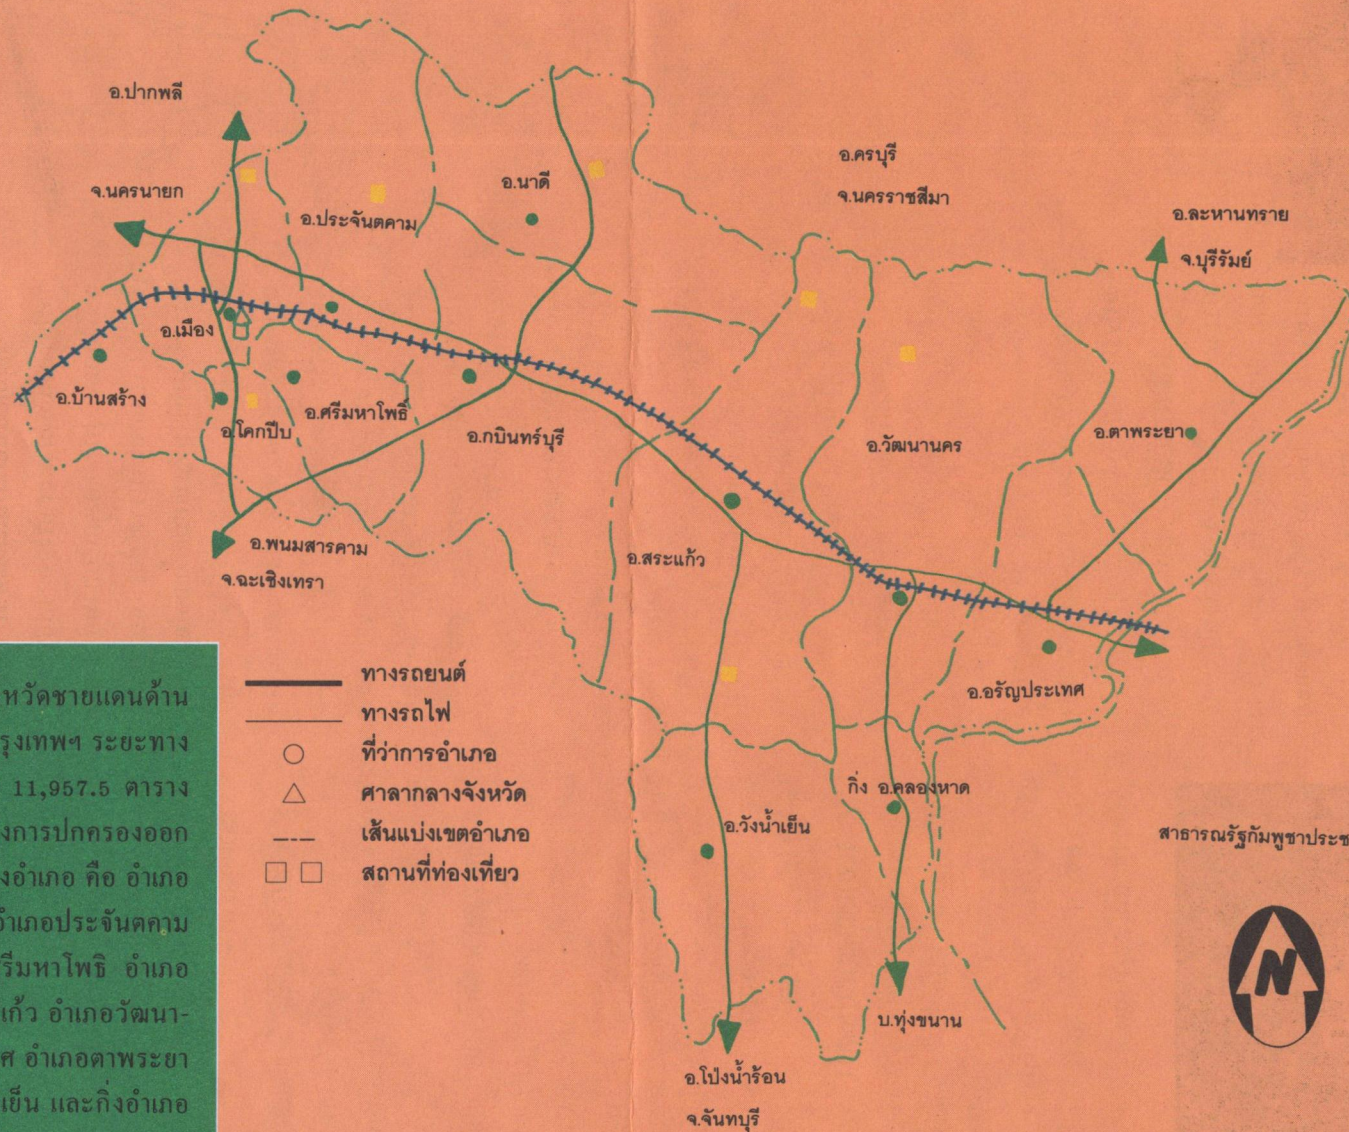 อ.ปากพลี
จ.นครนายก
อ.ประจันตคาม
อ.นาดี
อ.ครบุรี
จ.นครราชสีมา
อ.ละหานทราย
จ.บุรีรัมย์
อ.เมือง
อ.บ้านสร้าง
อ.โคกปีบ
อ.ศรีมหาโพธิ์
อ.กบินทร์บุรี
อ.วัฒนานคร
อ.ตาพระยา
อ.พนมสารคาม
จ.ฉะเชิงเทรา
อ.สระแก้ว
อ.อรัญประเทศ
กิ่ง อ.คลองหาด
อ.วังน้ำเย็น
สาธารณรัฐกัมพูชาประช
บ.ทุ่งขนาน
อ.โป่งน้ำร้อน
จ.จันทบุรี
N
ทางรถยนต์
ทางรถไฟ
ที่ว่าการอำเภอ
ศาลากลางจังหวัด
เส้นแบ่งเขตอำเภอ
สถานที่ท่องเที่ยว
หวัดชายแดนด้าน
รุงเทพฯ ระยะทาง
11,957.5 ตาราง
งการปกครองออก
งอำเภอ คือ อำเภอ
อำเภอประจันตคาม
รีมหาโพธิ อำเภอ
แก้ว อำเภอวัฒนา-
ศ อำเภอตาพระยา
เย็น และกิ่งอำเภอ